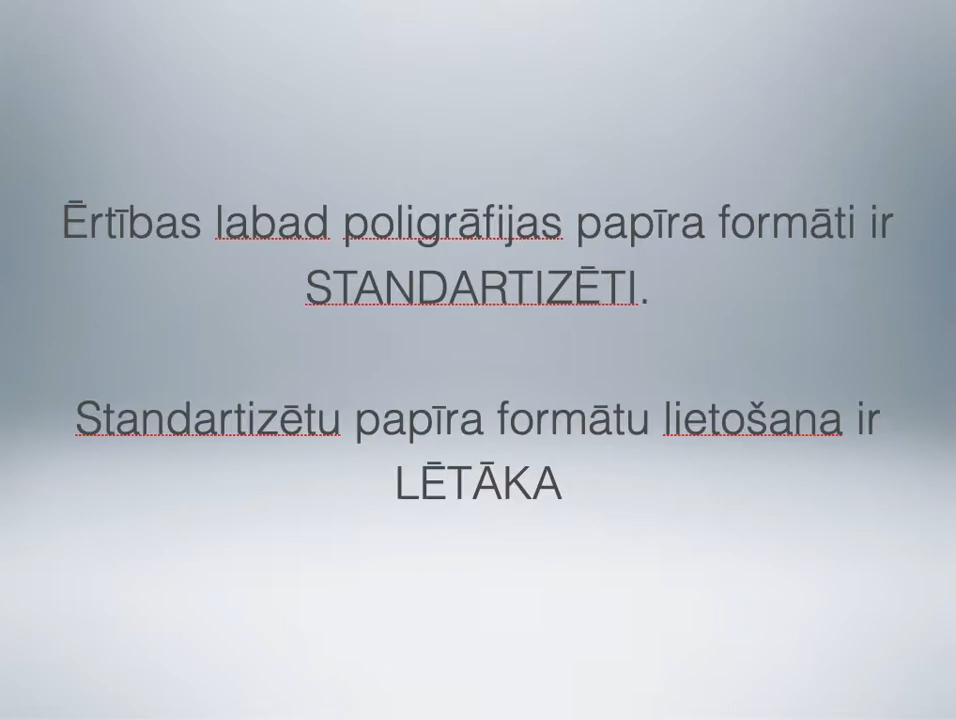 Ērtības labad poligrāfijas papīra formāti ir
STANDARTIZĒTI.
Standartizētu papīra formātu lietošana ir
LĒTĀKA